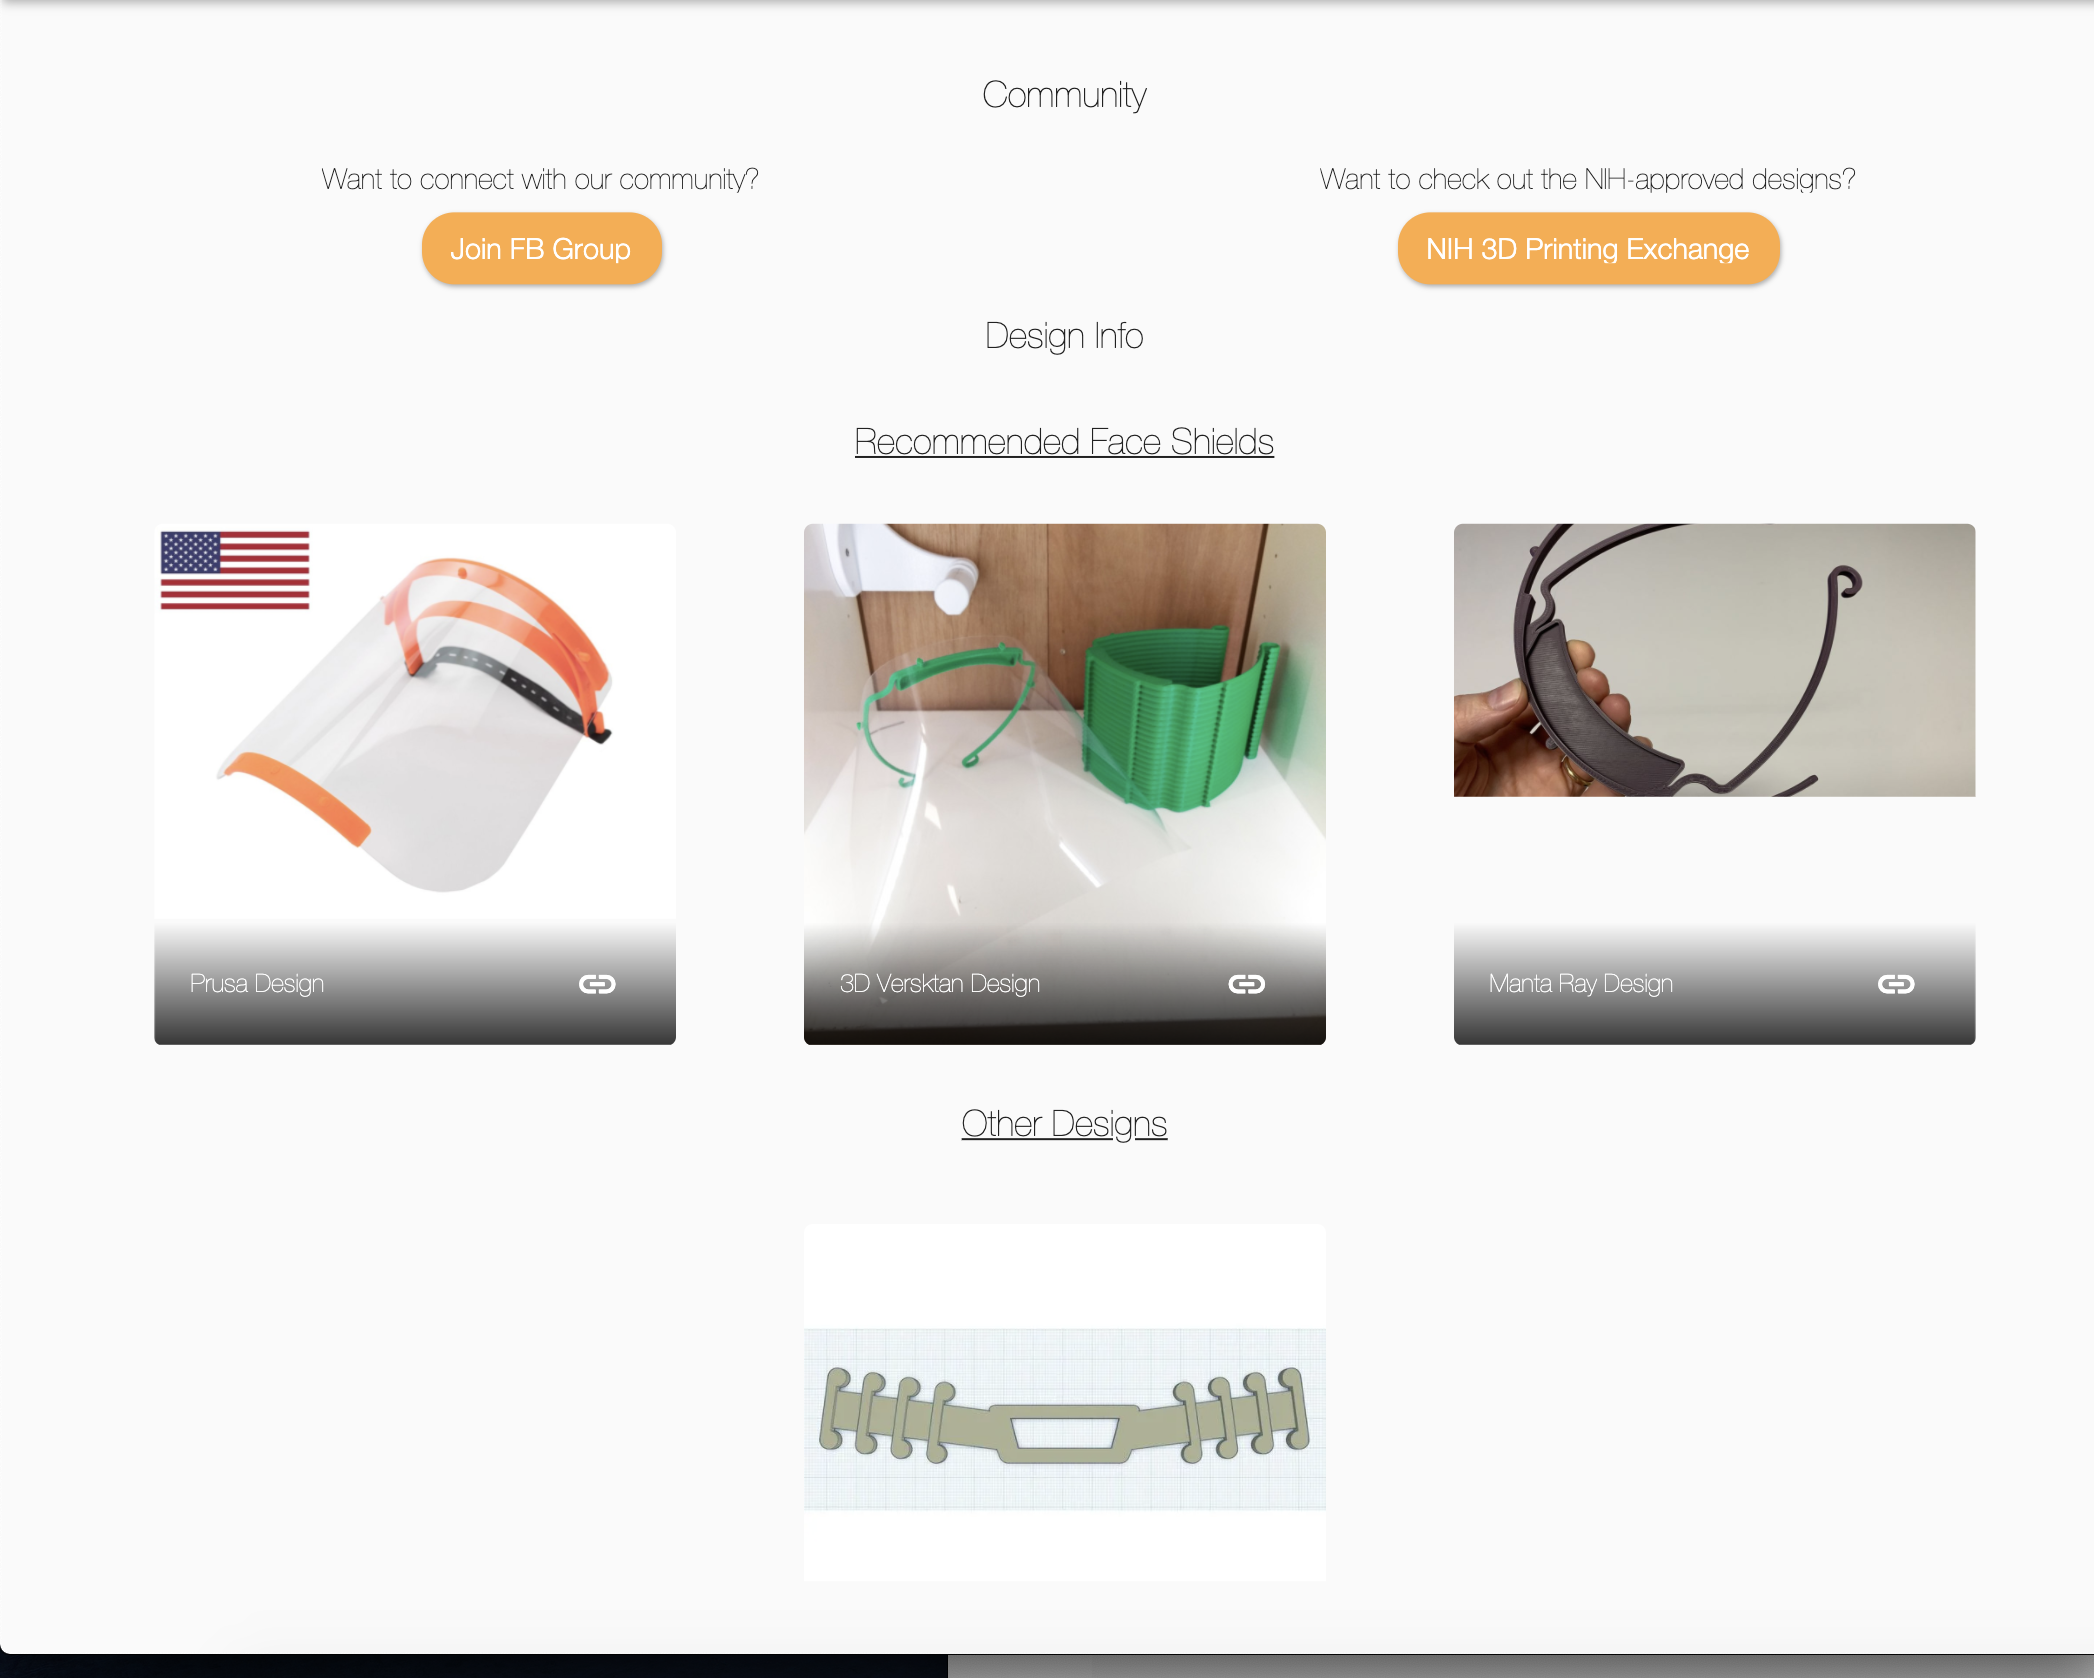 Community
Want to connect with our community?
Want to check out the NIH-approved designs?
Join FB Group
NIH 3D Printing Exchange
Design Info
Recommended Face Shields
Prusa Design
3D Versktan Design
Manta Ray Design
Other Designs